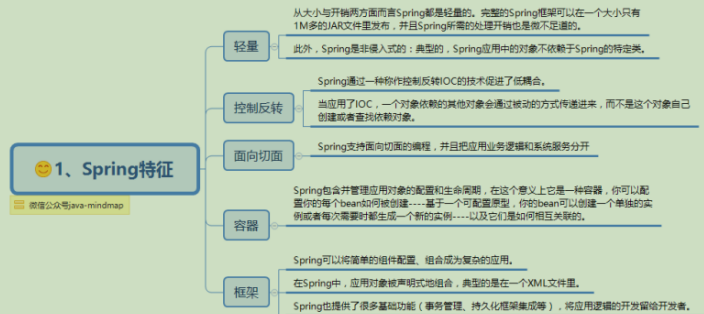 从大小与开销两方面而言Spring都是轻量的。完整的Spring框架可以在一个大小只有
1M多的JAR文件里发布，并且Spring所需的处理开销也是微不足道的。
轻量
此外，Spring是非侵入式的：典型的，Spring应用中的对象不依赖于Spring的特定类。
Spring通过一种称作控制反转IOC的技术促进了低耦合。
控制反转
当应用了IOC，一个对象依赖的其他对象会通过被动的方式传递进来，而不是这个对象自己
创建或者查找依赖对象。
面向切面
Spring支持面向切面的编程，并且把应用业务逻辑和系统服务分开
1、Spring特征
微信公众号java-mindmap
Spring包含并管理应用对象的配置和生命周期，在这个意义上它是一种容器，你可以配
置你的每个bean如何被创建----基于一个可配置原型，你的bean可以创建一个单独的实
例或者每次需要时都生成一个新的实例----以及它们是如何相互关联的。
容器
Spring可以将简单的组件配置、组合成为复杂的应用。
框架
在Spring中，应用对象被声明式地组合，典型的是在一个XML文件里。
Spring也提供了很多基础功能（事务管理、持久化框架集成等），将应用逻辑的开发留给开发者。